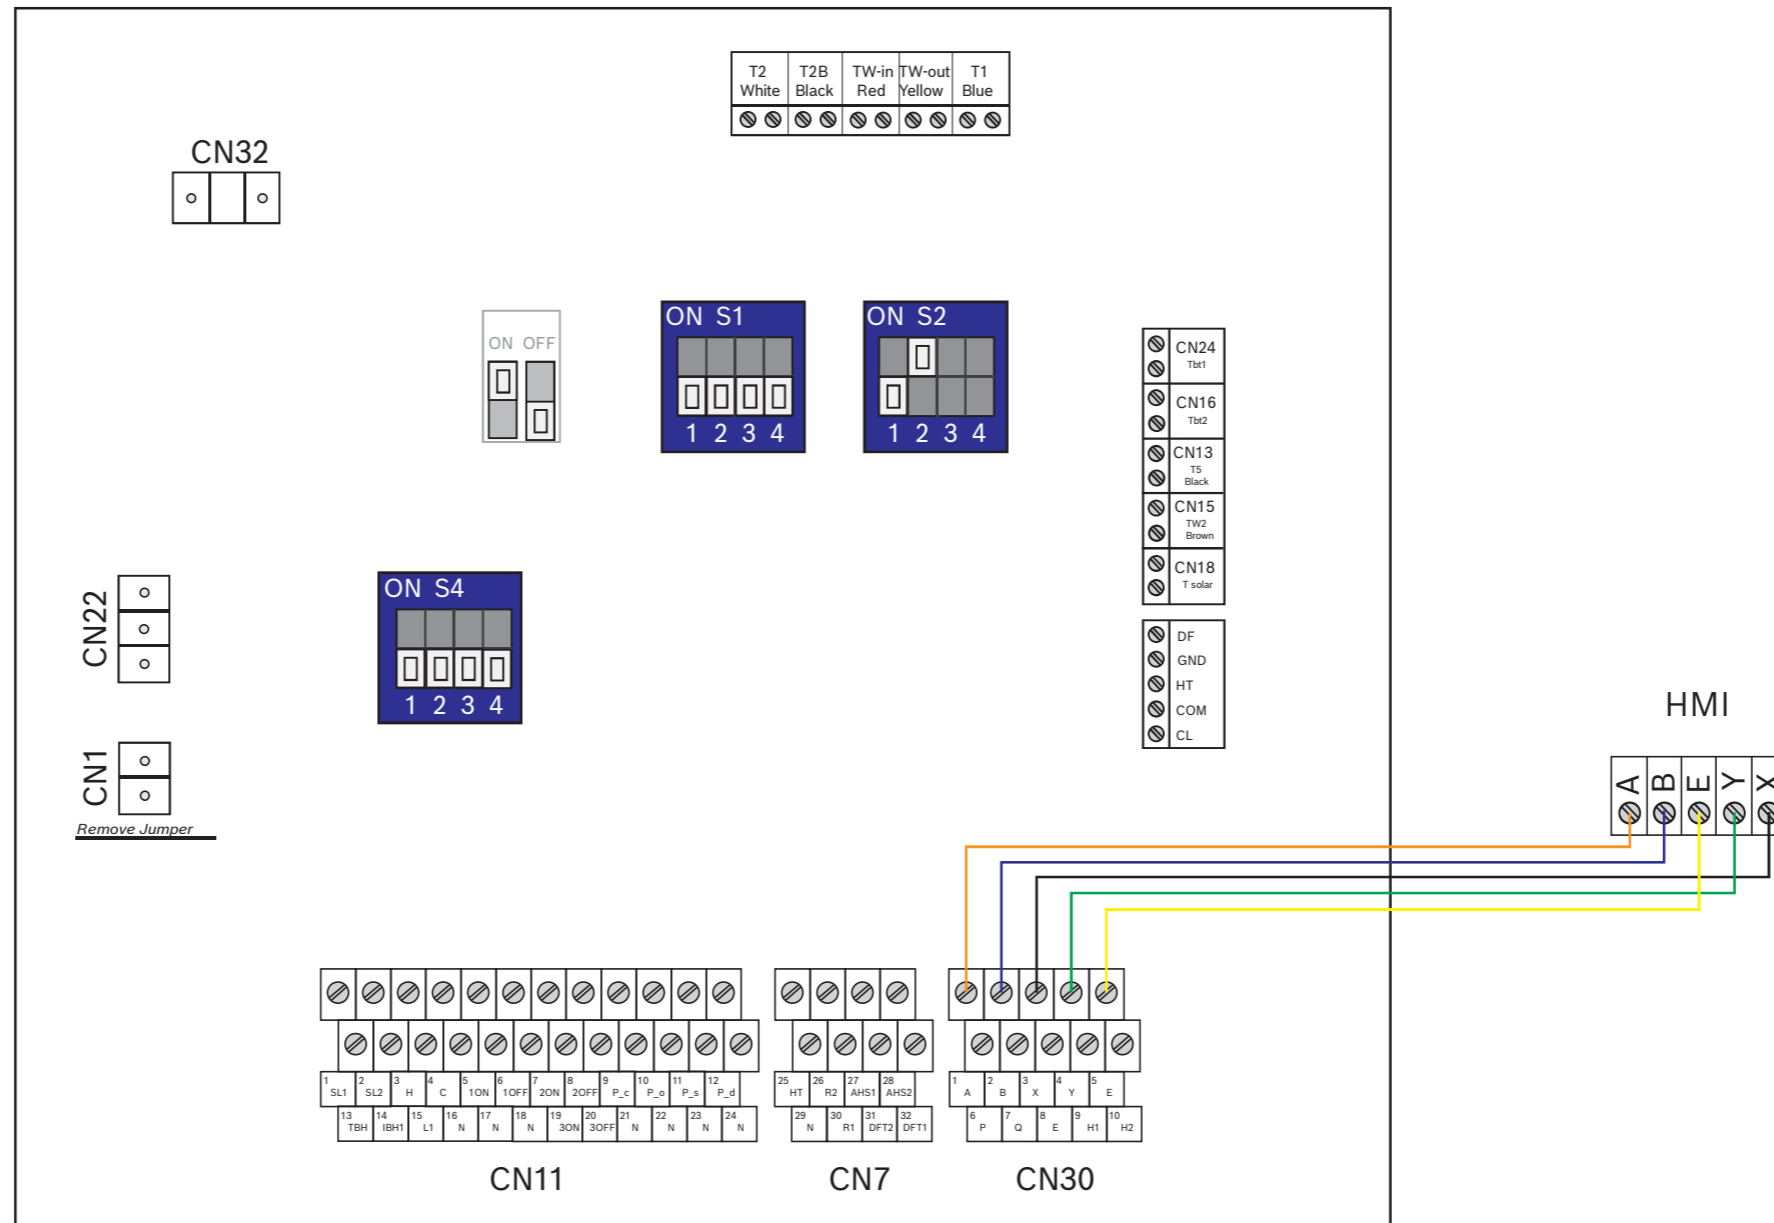 T2 T2B TW-in TW-out T1
White Black Red Yellow Blue
CN32
ON OFF
ON S1
1 2 3 4
ON S2
1 2 3 4
CN24
Tbt1
CN16
Tbt2
CN13
T5
Black
CN15
TW2
Brown
CN18
T solar
ON S4
1 2 3 4
CN22
CN1
Remove Jumper
DF
GND
HT
COM
CL
HMI
A B E Y X
1 2 3 4 5 6 7 8 9 10 11 12
SL1 SL2 H C 1ON 1OFF 2ON 2OFF P_c P_o P_s P_d
13 14 15 16 17 18 19 20 21 22 23 24
TBH IBH1 L1 N N N 3ON 3OFF N N N N
CN11
25 26 27 28
HT R2 AHS1 AHS2
29 30 31 32
N R1 DFT2 DFT1
CN7
1 2 3 4 5
A B X Y E
6 7 8 9 10
P Q E H1 H2
CN30